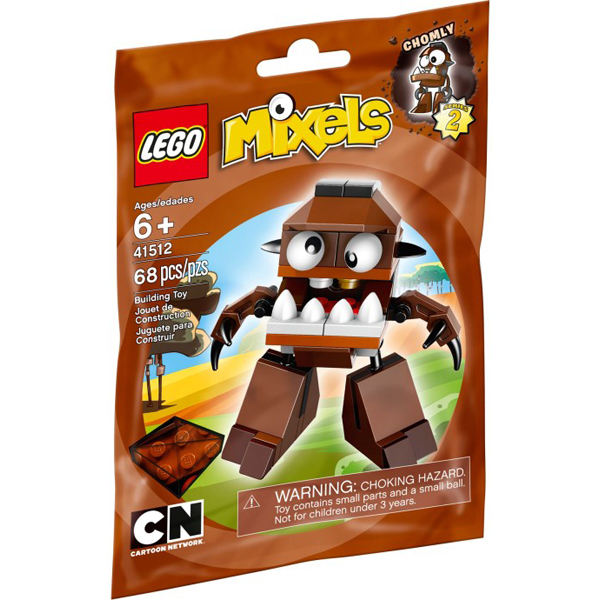 CHOMLY
SERIES
2
LEGO
MIXELS
Ages/edades
6+
41512
68 pcs/pzs
Building Toy
Jouet de
Construction
Juguete para
Construir
WARNING: CHOKING HAZARD.
Toy contains small parts and a small ball.
Not for children under 3 years.
CN
CARTOON NETWORK